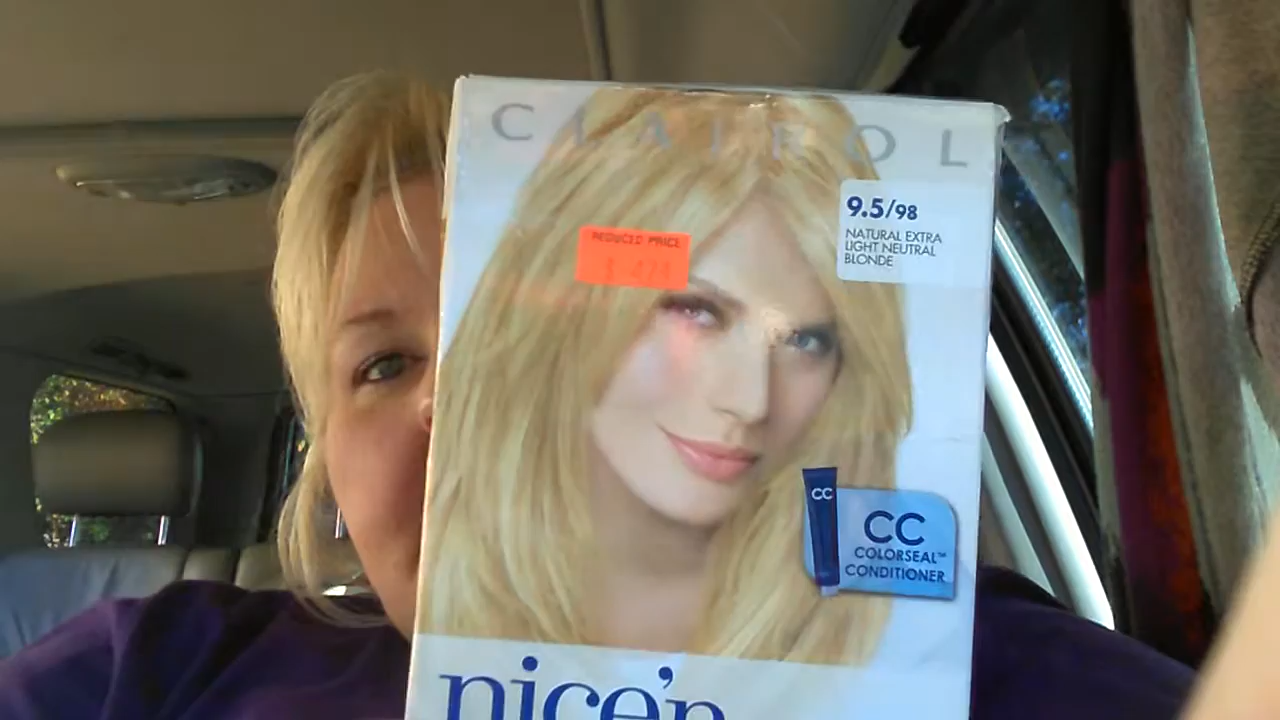 CLAIROL
9.5/98
NATURAL EXTRA
LIGHT NEUTRAL
BLONDE
REDUCED PRICE
CC
CC
COLORSEAL™
CONDITIONER
nice'n